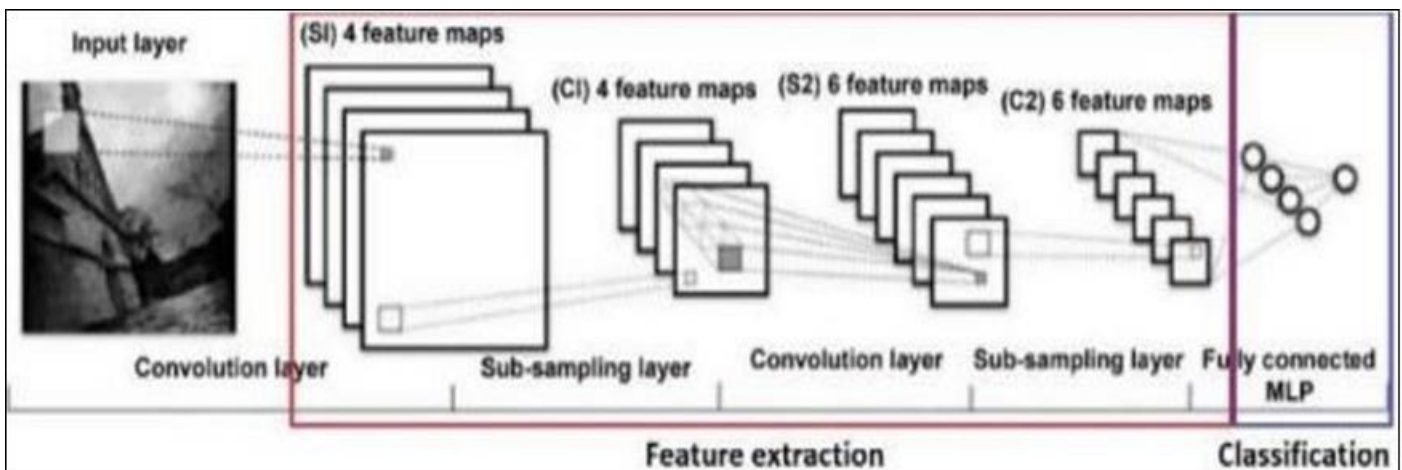 Input layer
(SI) 4 feature maps
(CI) 4 feature maps
(S2) 6 feature maps
(C2) 6 feature maps
Convolution layer
Sub-sampling layer
Convolution layer
Sub-sampling layer
Fully connected
MLP
Feature extraction
Classification